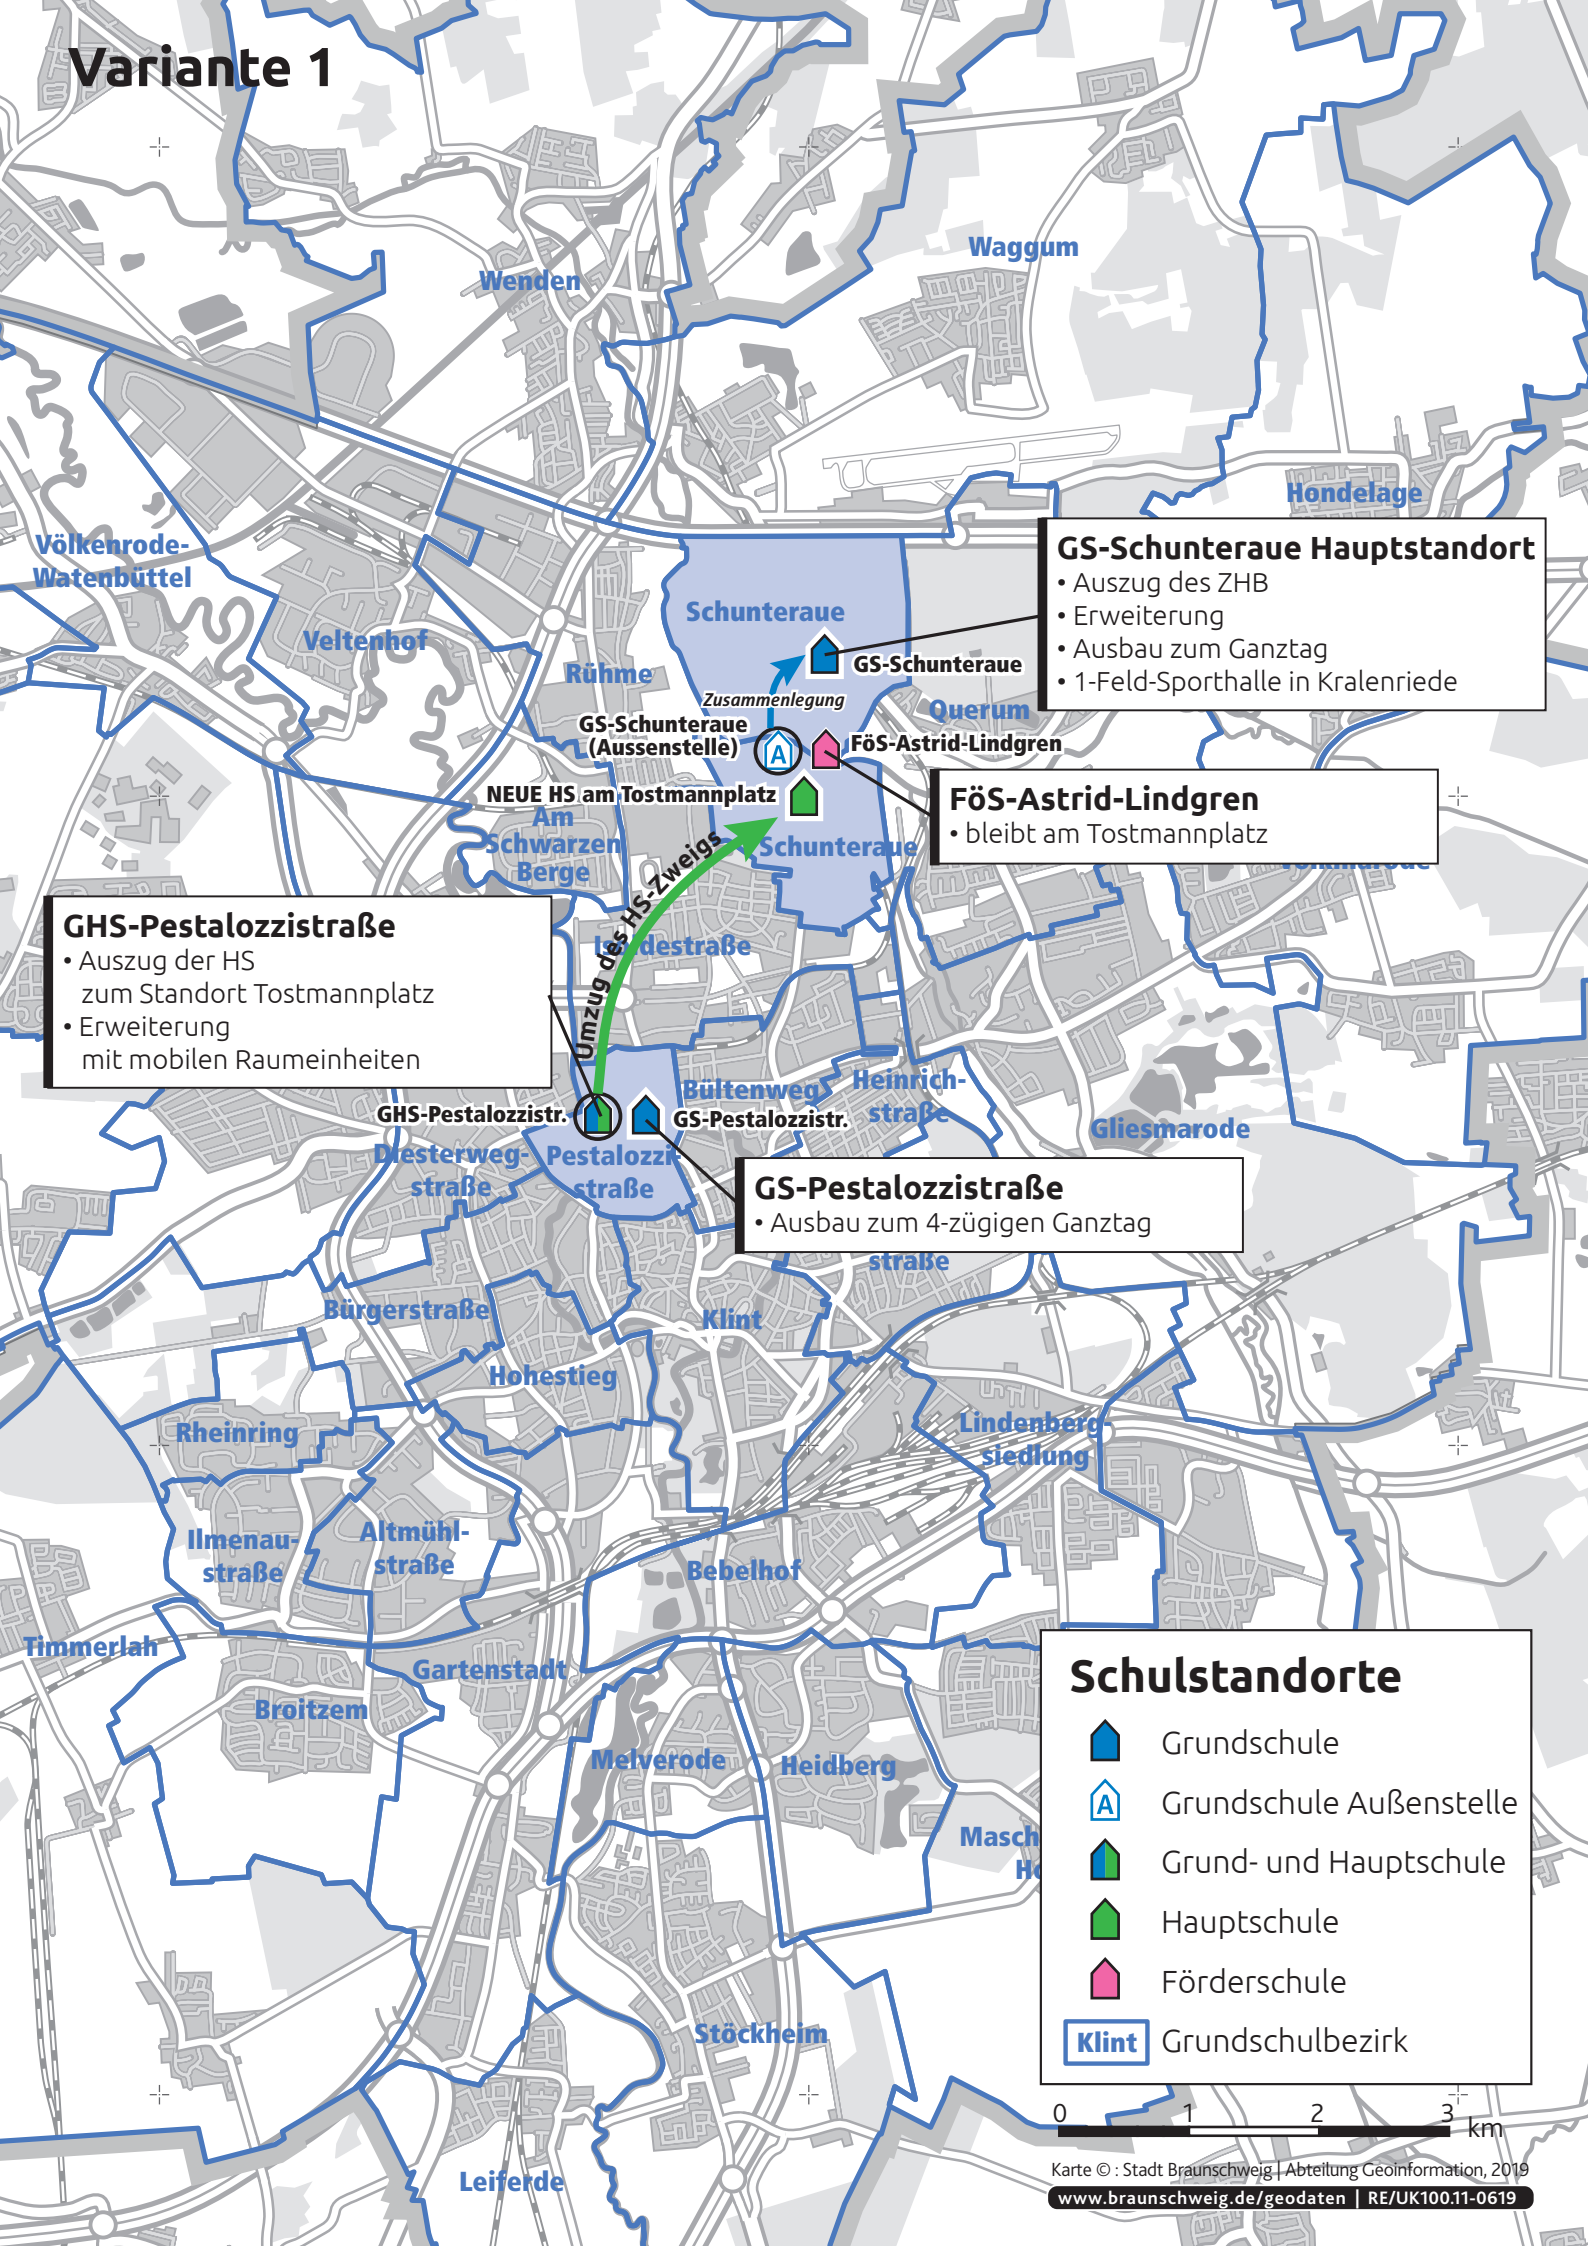 Variante 1
Waggum
Wenden
Hondelage
Völkenrode-
Watenbüttel
Veltenhof
Rühme
Schunteraue
GS-Schunteraue
Zusammenlegung
GS-Schunteraue
(Aussenstelle)
A
FöS-Astrid-Lindgren
Querum
GS-Schunteraue Hauptstandort
• Auszug des ZHB
• Erweiterung
• Ausbau zum Ganztag
• 1-Feld-Sporthalle in Kralenriede
NEUE HS am Tostmannplatz
FöS-Astrid-Lindgren
• bleibt am Tostmannplatz
Am
Schwarzen
Berge
Schunteraue
Umzug des HS-Zweigs
GHS-Pestalozzistraße
• Auszug der HS
zum Standort Tostmannplatz
• Erweiterung
mit mobilen Raumeinheiten
GHS-Pestalozzistr.
GS-Pestalozzistr.
Bültenweg
Heinrich-
straße
Gliesmarode
Diesterweg-
straße
Pestalozzi-
straße
GS-Pestalozzistraße
• Ausbau zum 4-zügigen Ganztag
straße
Bürgerstraße
Klint
Hohestieg
Rheinring
Lindenberg-
siedlung
Ilmenau-
straße
Altmühl-
straße
Bebelhof
Timmerlah
Gartenstadt
Broitzem
Melverode
Heidberg
Masch
Stöckheim
Leiferde
Schulstandorte
Grundschule
A Grundschule Außenstelle
Grund- und Hauptschule
Hauptschule
Förderschule
Klint Grundschulbezirk
0 1 2 3 km
Karte © : Stadt Braunschweig | Abteilung Geoinformation, 2019
www.braunschweig.de/geodaten | RE/UK100.11-0619